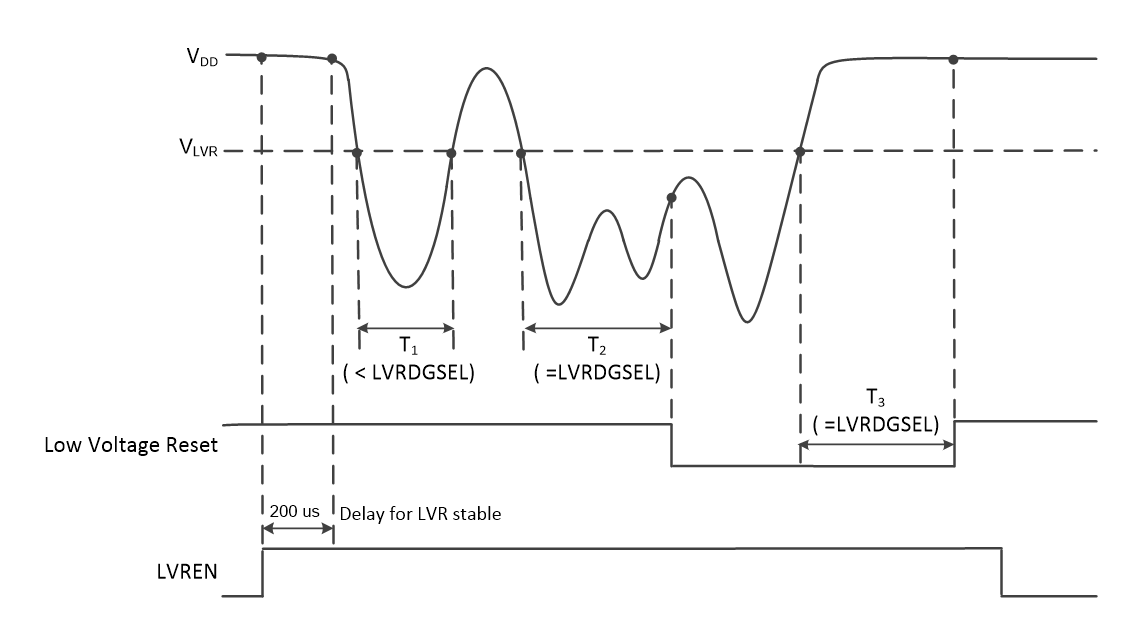 VDD
VLVR
T1
( < LVRDGSEL)
T2
( =LVRDGSEL)
T3
( =LVRDGSEL)
Low Voltage Reset
200 us
Delay for LVR stable
LVREN